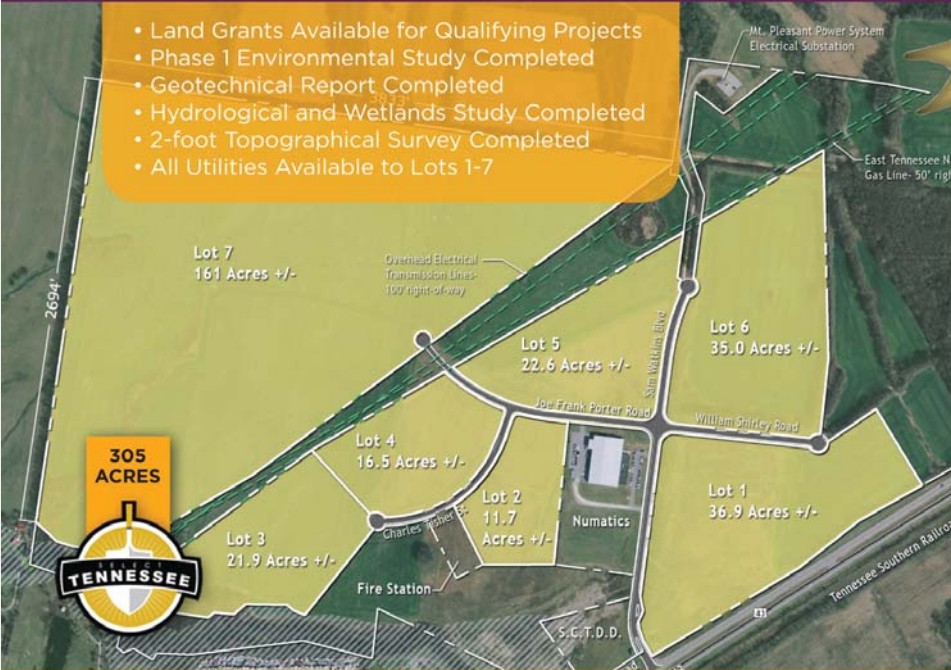 • Land Grants Available for Qualifying Projects
• Phase 1 Environmental Study Completed
• Geotechnical Report Completed
• Hydrological and Wetlands Study Completed
• 2-foot Topographical Survey Completed
• All Utilities Available to Lots 1-7
Mt. Pleasant Power System
Electrical Substation
East Tennessee
Gas Line- 50'
Lot 7
161 Acres +/-
Overhead Electrical
Transmission Lines-
100' right-of-way
2694'
Lot 5
22.6 Acres +/-
Sam Watkins Blvd
Lot 6
35.0 Acres +/-
Joe Frank Porter Road
William Shirley Road
Lot 4
16.5 Acres +/-
305
ACRES
SELECT
TENNESSEE
Lot 3
21.9 Acres +/-
Charles Fisher St.
Lot 2
11.7
Acres +/-
Numatics
Lot 1
36.9 Acres +/-
Fire Station
S.C.T.D.D.
43
Tennessee Southern